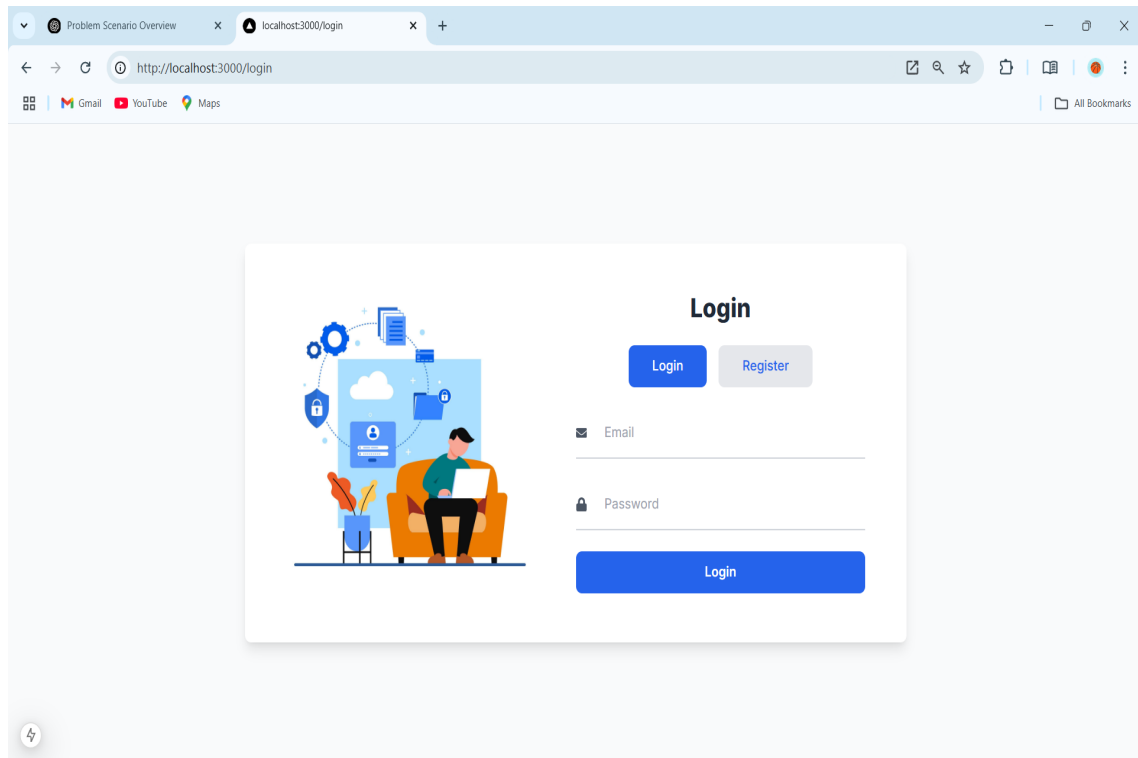 Problem Scenario Overview
localhost:3000/login
http://localhost:3000/login
Gmail YouTube Maps All Bookmarks
Login
Login Register
Email
Password
Login